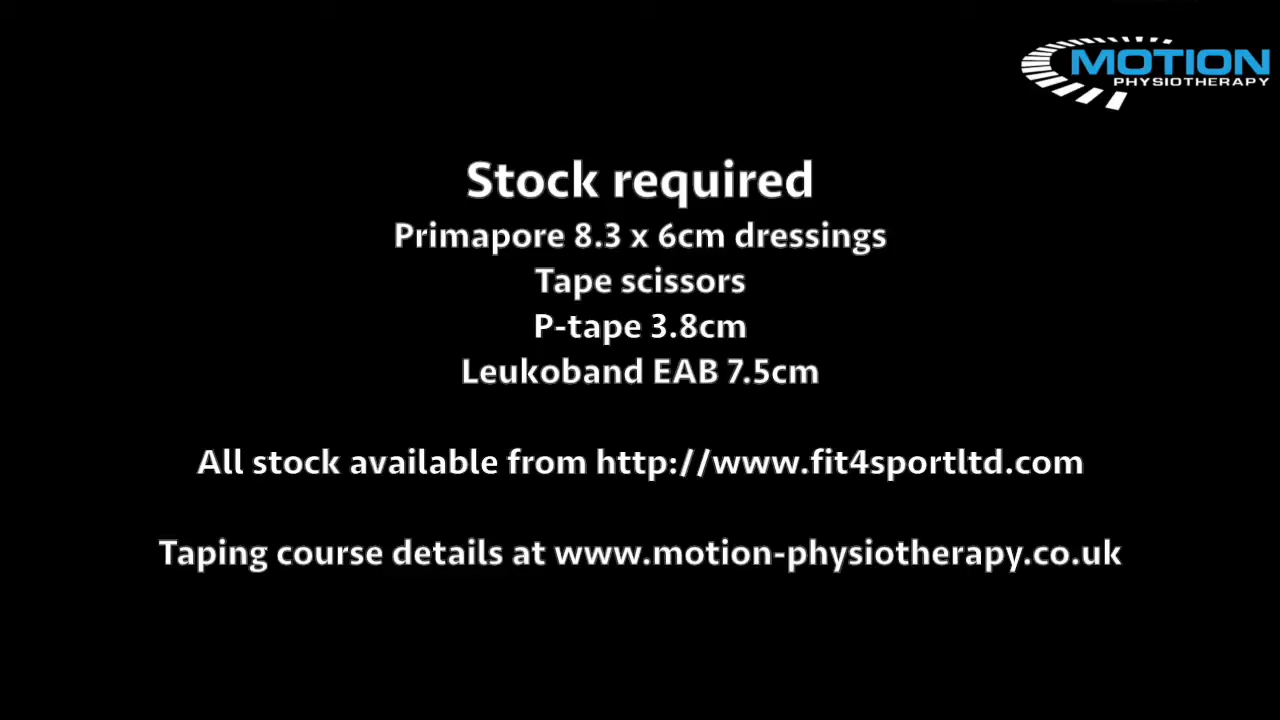 MOTION
PHYSIOTHERAPY
Stock required
Primapore 8.3 x 6cm dressings
Tape scissors
P-tape 3.8cm
Leukoband EAB 7.5cm
All stock available from http://www.fit4sportltd.com
Taping course details at www.motion-physiotherapy.co.uk